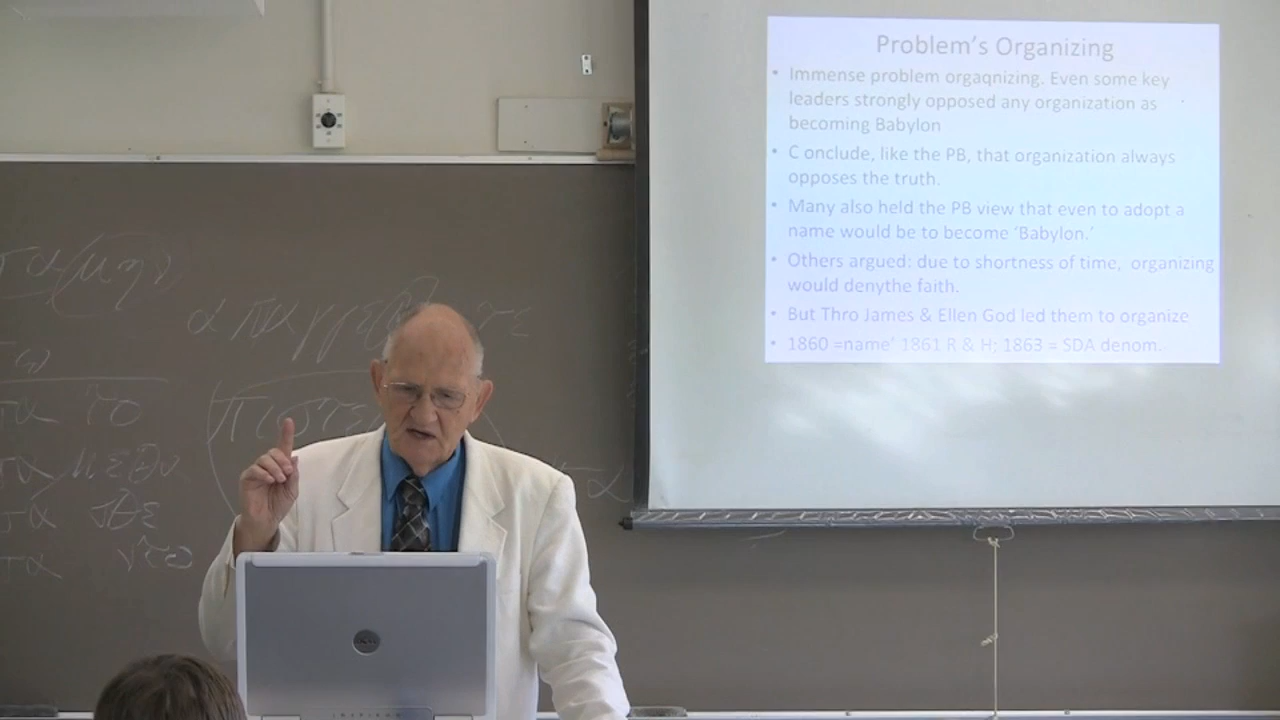 Problem's Organizing
• Immense problem orgaqnizing. Even some key
leaders strongly opposed any organization as
becoming Babylon
• C onclude, like the PB, that organization always
opposes the truth.
• Many also held the PB view that even to adopt a
name would be to become 'Babylon.'
• Others argued: due to shortness of time, organizing
would denythe faith.
• But Thro James & Ellen God led them to organize
• 1860 =name' 1861 R & H; 1863 = SDA denom.
DELL
INSPIRON